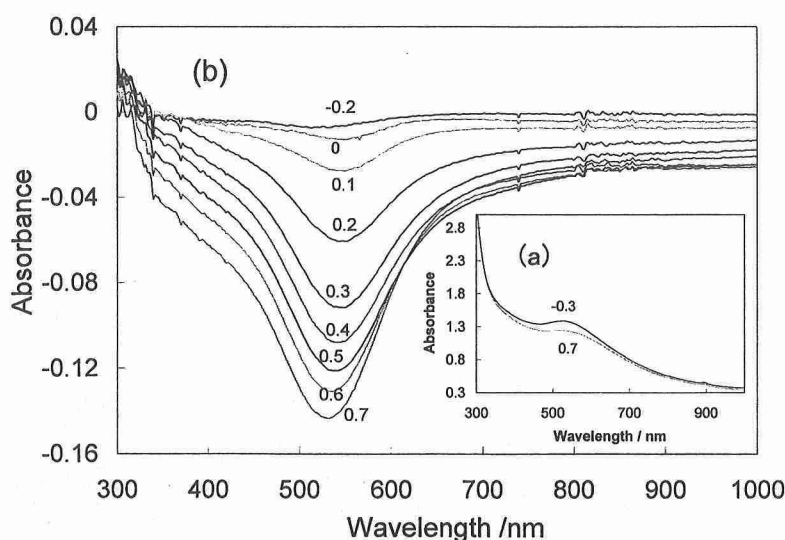 0.04
0
-0.04
-0.08
-0.12
-0.16
Absorbance
(b)
-0.2
0
0.1
0.2
0.3
0.4
0.5
0.6
0.7
300 400 500 600 700 800 900 1000
Wavelength /nm
(a)
2.8
2.3
1.8
1.3
0.8
0.3
Absorbance
-0.3
0.7
300 500 700 900
Wavelength / nm